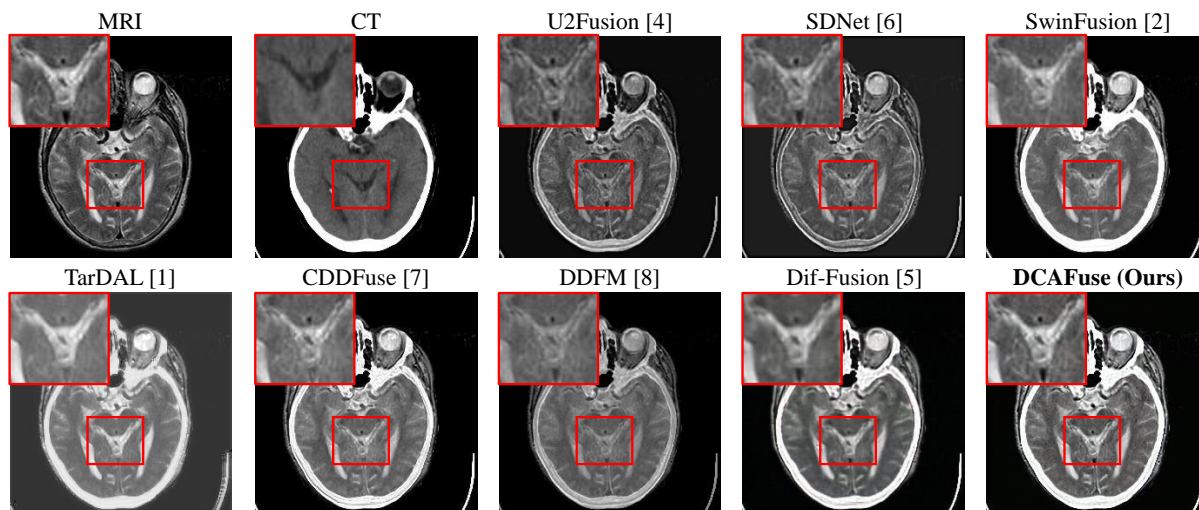 MRI
CT
U2Fusion [4]
SDNet [6]
SwinFusion [2]
TarDAL [1]
CDDFuse [7]
DDFM [8]
Dif-Fusion [5]
DCAFuse (Ours)